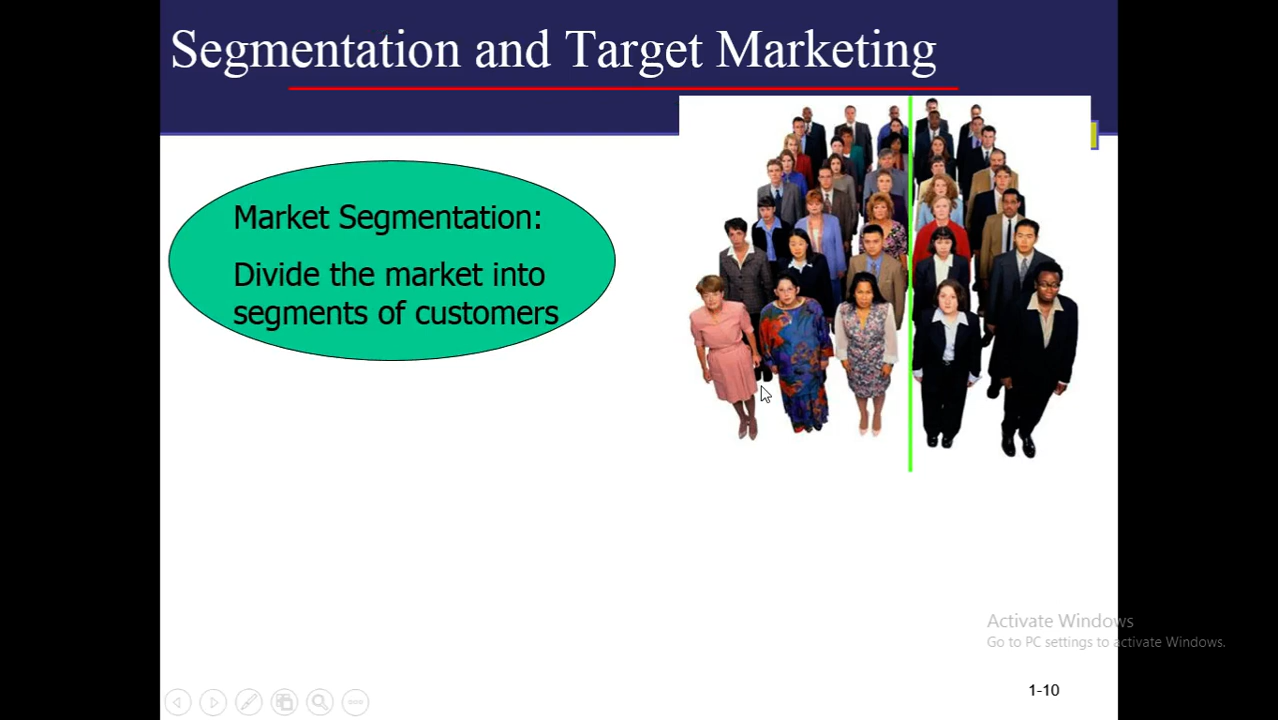 Segmentation and Target Marketing
Market Segmentation:
Divide the market into
segments of customers
Activate Windows
Go to PC settings to activate Windows.
1-10